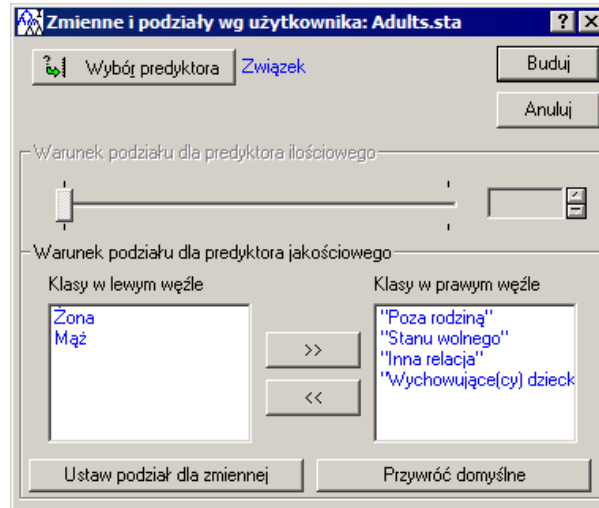 Zmienne i podziały wg użytkownika: Adults.sta
Wybór predyktora Związek Buduj
Anuluj
Warunek podziału dla predyktora ilościowego
Warunek podziału dla predyktora jakościowego
Klasy w lewym węźle Klasy w prawym węźle
Żona "Poza rodziną"
Mąż "Stanu wolnego"
"Inna relacja"
>> "Wychowujące(cy) dzieck
<<
Ustaw podział dla zmiennej Przywróć domyślne